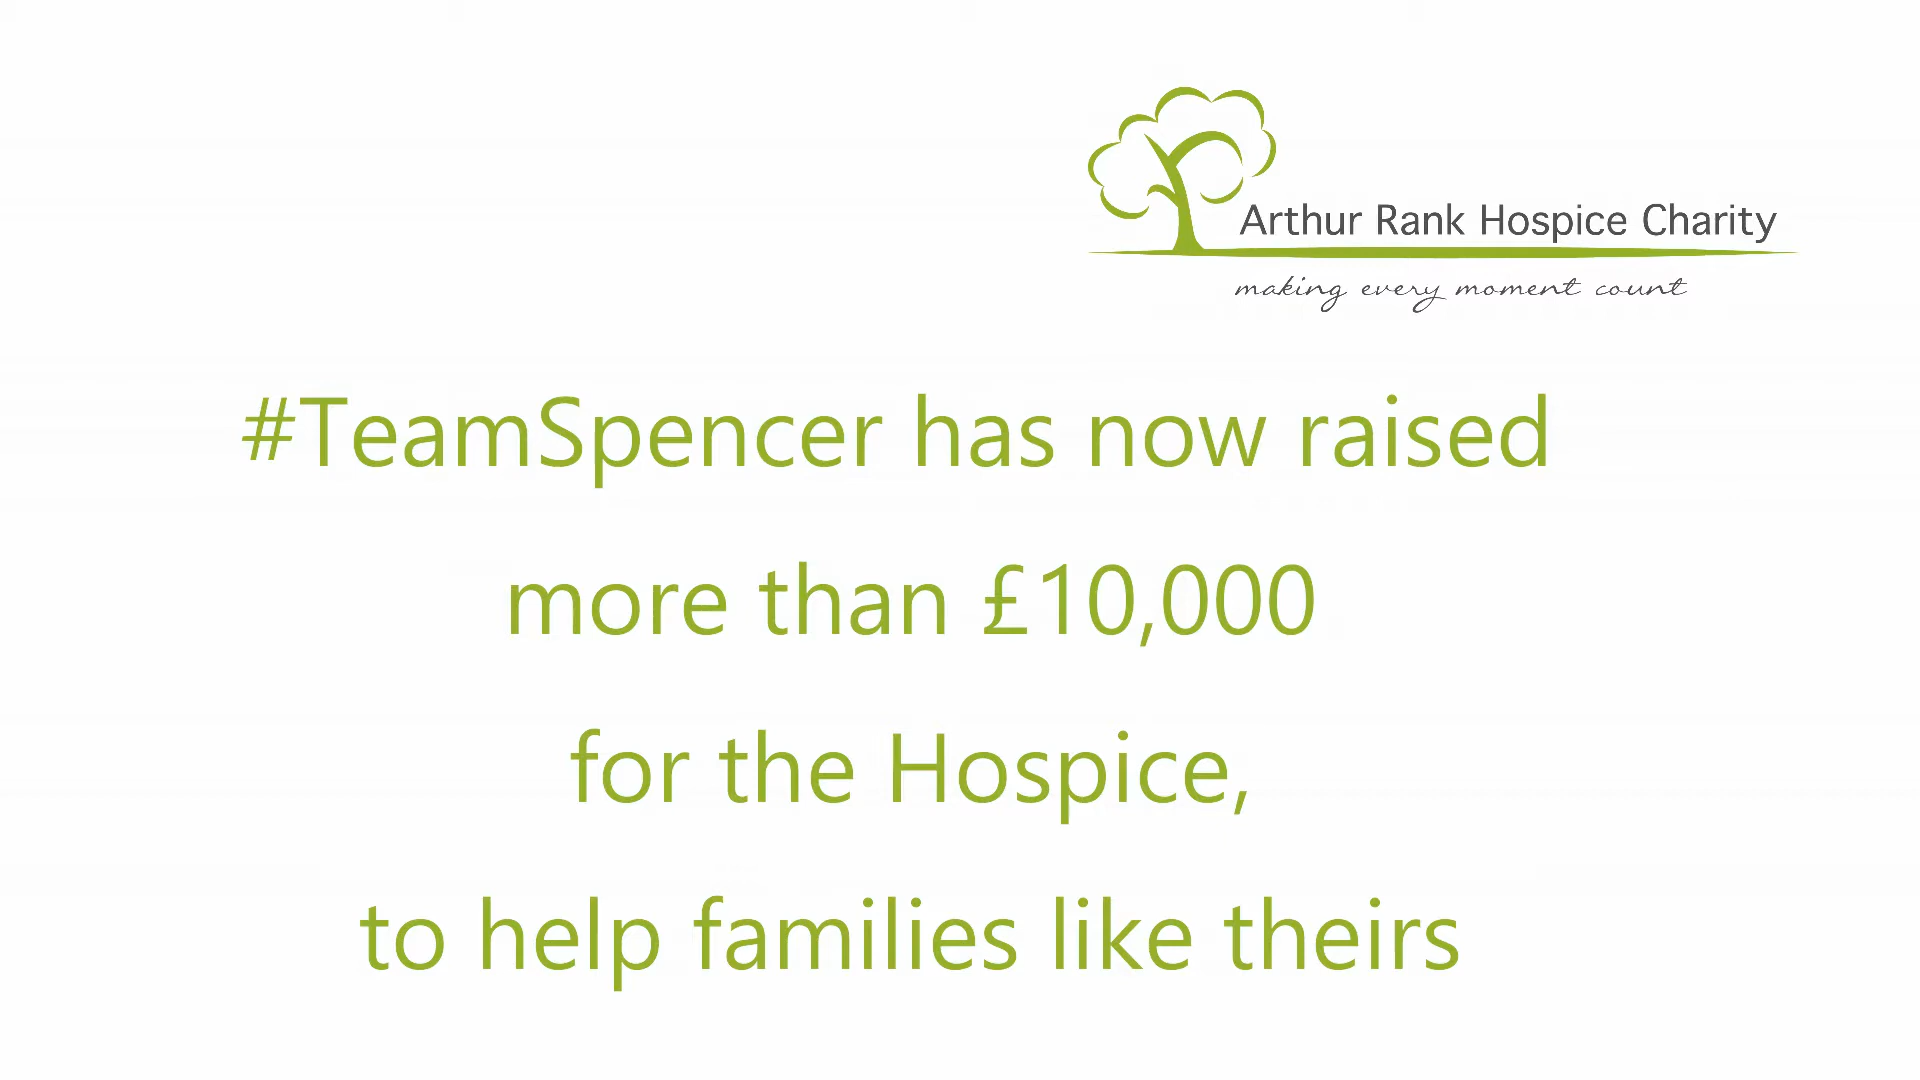 Arthur Rank Hospice Charity
making every moment count
#TeamSpencer has now raised
more than £10,000
for the Hospice,
to help families like theirs